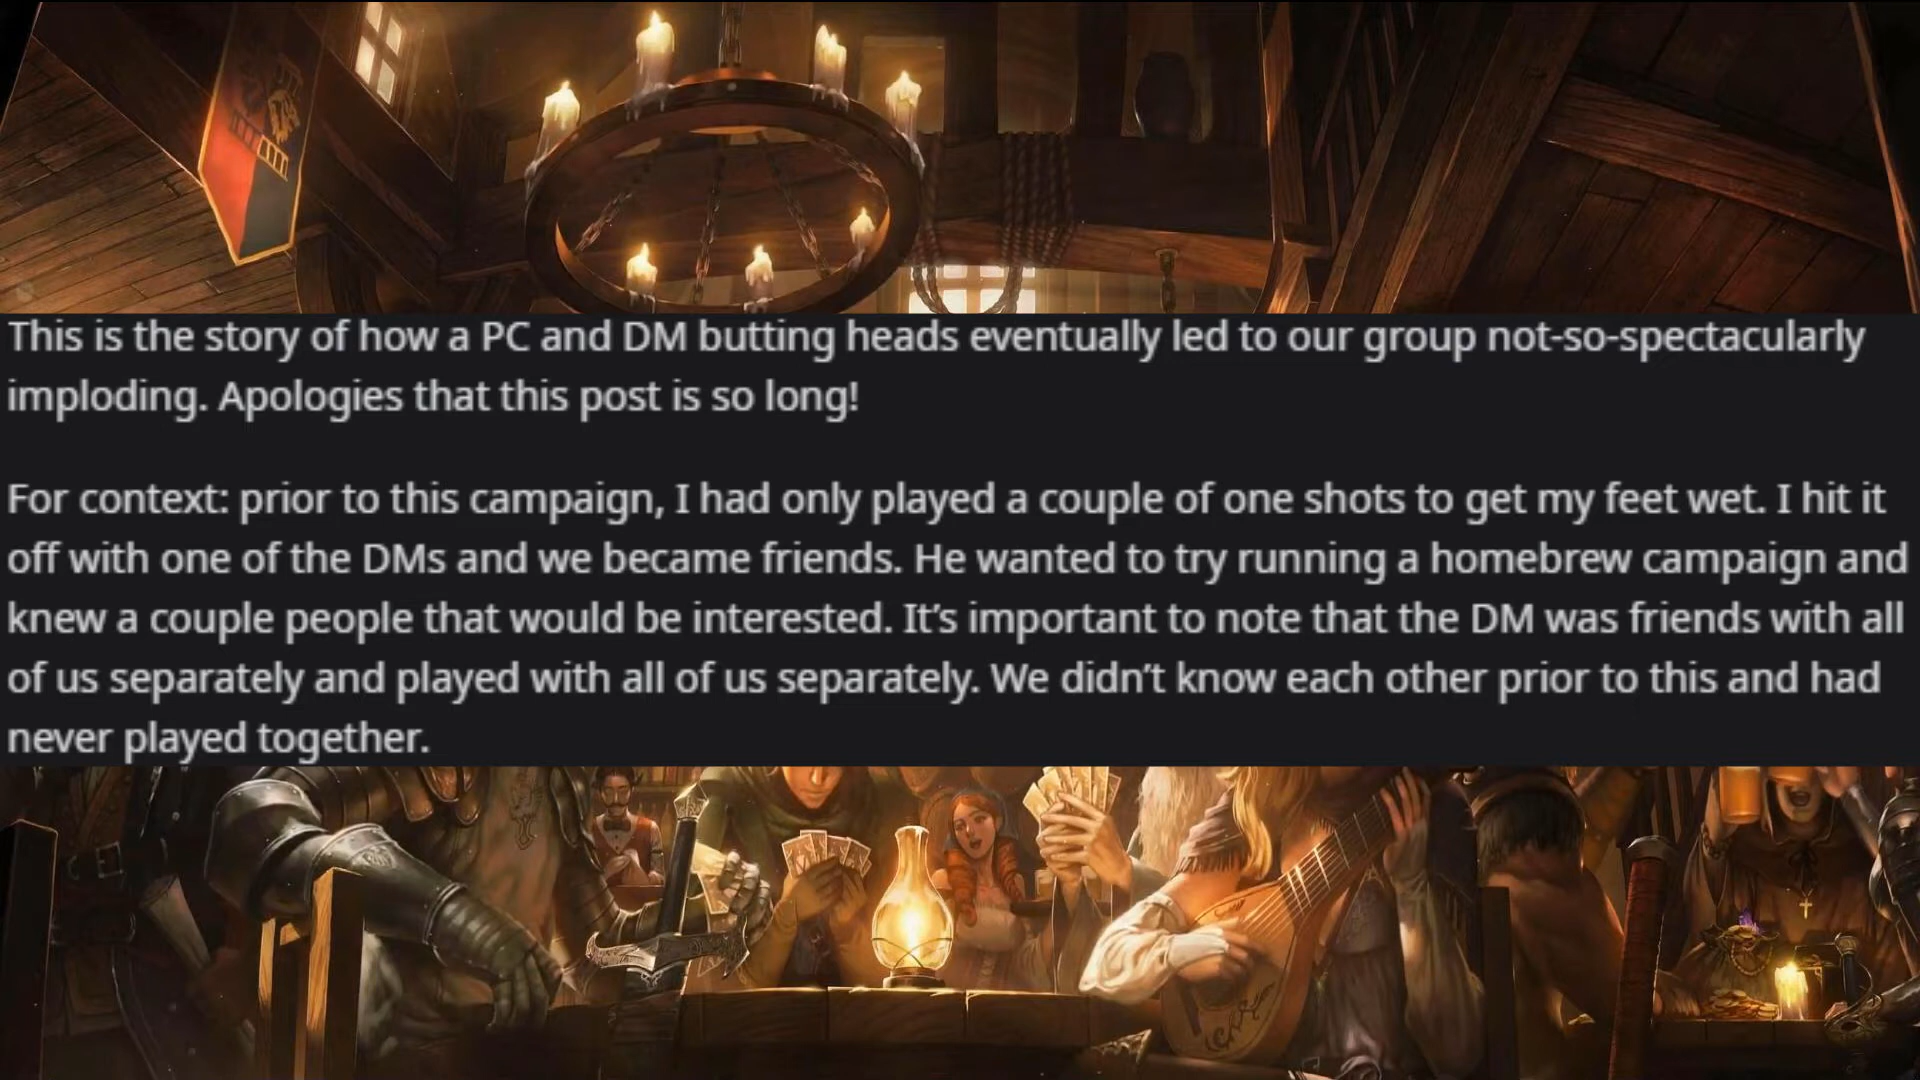 This is the story of how a PC and DM butting heads eventually led to our group not-so-spectacularly
imploding. Apologies that this post is so long!
For context: prior to this campaign, I had only played a couple of one shots to get my feet wet. I hit it
off with one of the DMs and we became friends. He wanted to try running a homebrew campaign and
knew a couple people that would be interested. It’s important to note that the DM was friends with all
of us separately and played with all of us separately. We didn’t know each other prior to this and had
never played together.